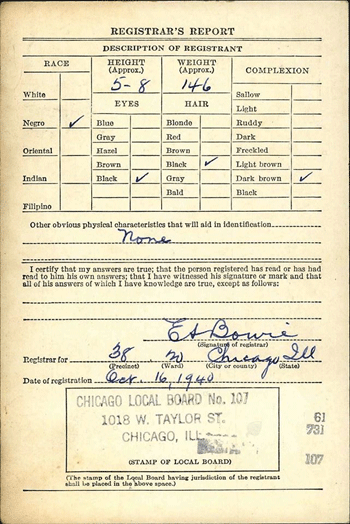 REGISTRAR'S REPORT
DESCRIPTION OF REGISTRANT
RACE HEIGHT (Approx.) WEIGHT (Approx.) COMPLEXION
5-8 146
White Sallow
EYES HAIR Light
Negro ✓ Blue Blonde Ruddy
Gray Red Dark
Oriental Hazel Brown Freckled
Brown Black ✓ Light brown
Indian Black ✓ Gray Dark brown ✓
Bald Black
Filipino
Other obvious physical characteristics that will aid in identification
None
I certify that my answers are true; that the person registered has read or has had
read to him his own answers; that I have witnessed his signature or mark and that
all of his answers of which I have knowledge are true, except as follows:
Bowie
(Signature of registrar)
Registrar for 38 20 Chicago Ill
(Precinct) (Ward) (City or county) (State)
Date of registration Oct. 16, 1940
CHICAGO LOCAL BOARD No. 107
1018 W. TAYLOR ST.
CHICAGO, ILL
(STAMP OF LOCAL BOARD)
61
731
107
(The stamp of the Local Board having jurisdiction of the registrant
shall be placed in the above space.)